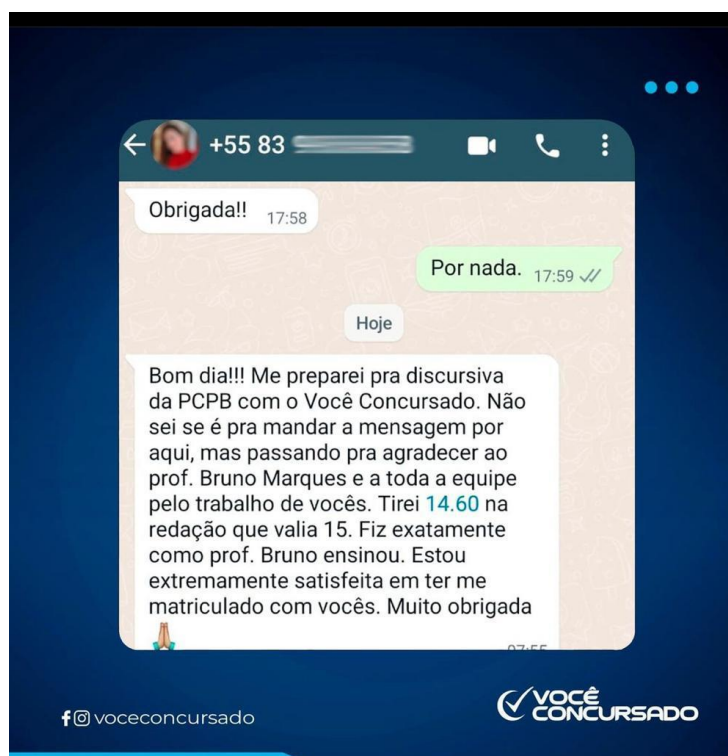 +55 83
Obrigada!! 17:58
Por nada. 17:59
Hoje
Bom dia!!! Me preparei pra discursiva
da PCPB com o Você Concursado. Não
sei se é pra mandar a mensagem por
aqui, mas passando pra agradecer ao
prof. Bruno Marques e a toda a equipe
pelo trabalho de vocês. Tirei 14.60 na
redação que valia 15. Fiz exatamente
como prof. Bruno ensinou. Estou
extremamente satisfeita em ter me
matriculado com vocês. Muito obrigada
🙏🏼
voceconcursado
VOCÊ
CONCURSADO